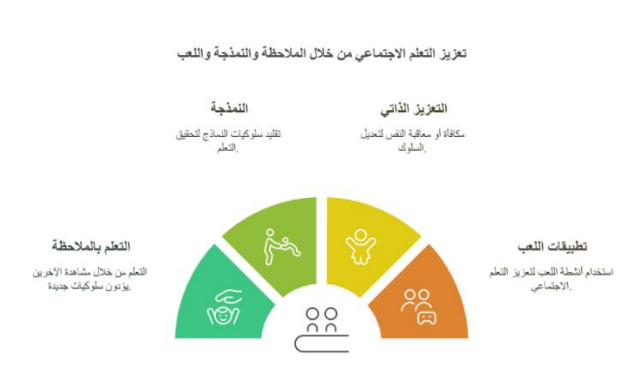 تعزيز التعلم الاجتماعي من خلال الملاحظة والنمذجة واللعب
التعزيز الذاتي
مكافأة أو معاقبة النفس لتعديل
السلوك.
النمذجة
تقليد سلوكيات النماذج لتحقيق
التعلم.
تطبيقات اللعب
استخدام أنشطة اللعب لتعزيز التعلم
الاجتماعي.
التعلم بالملاحظة
التعلم من خلال مشاهدة الآخرين
يؤدون سلوكيات جديدة.